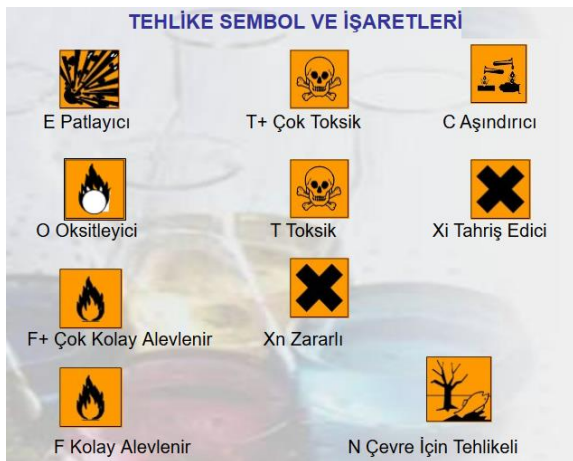 TEHLİKE SEMBOL VE İŞARETLERİ
E Patlayıcı
T+ Çok Toksik
C Aşındırıcı
O Oksitleyici
T Toksik
Xi Tahriş Edici
F+ Çok Kolay Alevlenir
Xn Zararlı
F Kolay Alevlenir
N Çevre İçin Tehlikeli